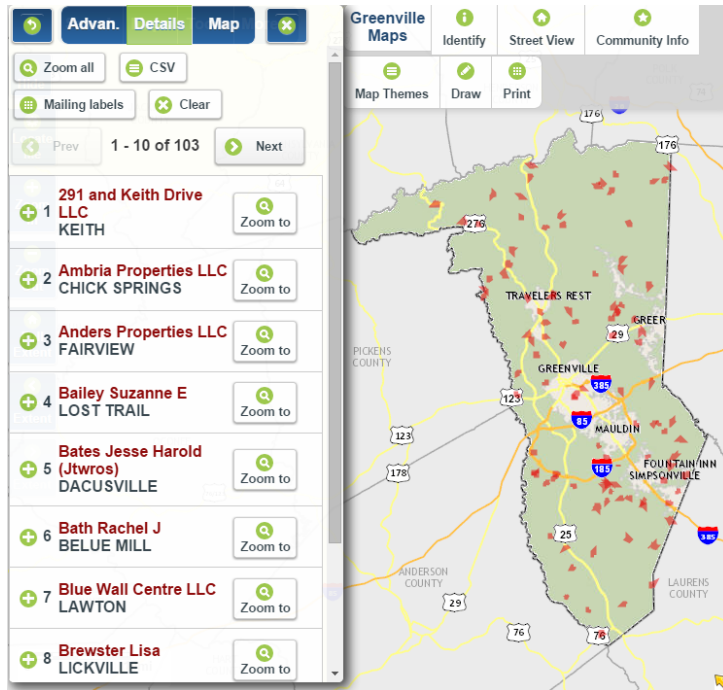 Advan.
Details
Map
Zoom all
CSV
Mailing labels
Clear
Prev
1 - 10 of 103
Next
1
291 and Keith Drive
LLC
KEITH
Zoom to
2
Ambria Properties LLC
CHICK SPRINGS
Zoom to
3
Anders Properties LLC
FAIRVIEW
Zoom to
4
Bailey Suzanne E
LOST TRAIL
Zoom to
5
Bates Jesse Harold
(Jtwros)
DACUSVILLE
Zoom to
6
Bath Rachel J
BELUE MILL
Zoom to
7
Blue Wall Centre LLC
LAWTON
Zoom to
8
Brewster Lisa
LICKVILLE
Zoom to
Greenville
Maps
Identify
Street View
Community Info
Map Themes
Draw
Print
176
176
276
TRAVELERS REST
GREER
29
PICKENS
COUNTY
GREENVILLE
385
123
85
MAULDIN
123
178
185
FOUNTAIN INN
SIMPSONVILLE
25
385
ANDERSON
COUNTY
LAURENS
COUNTY
29
76
76